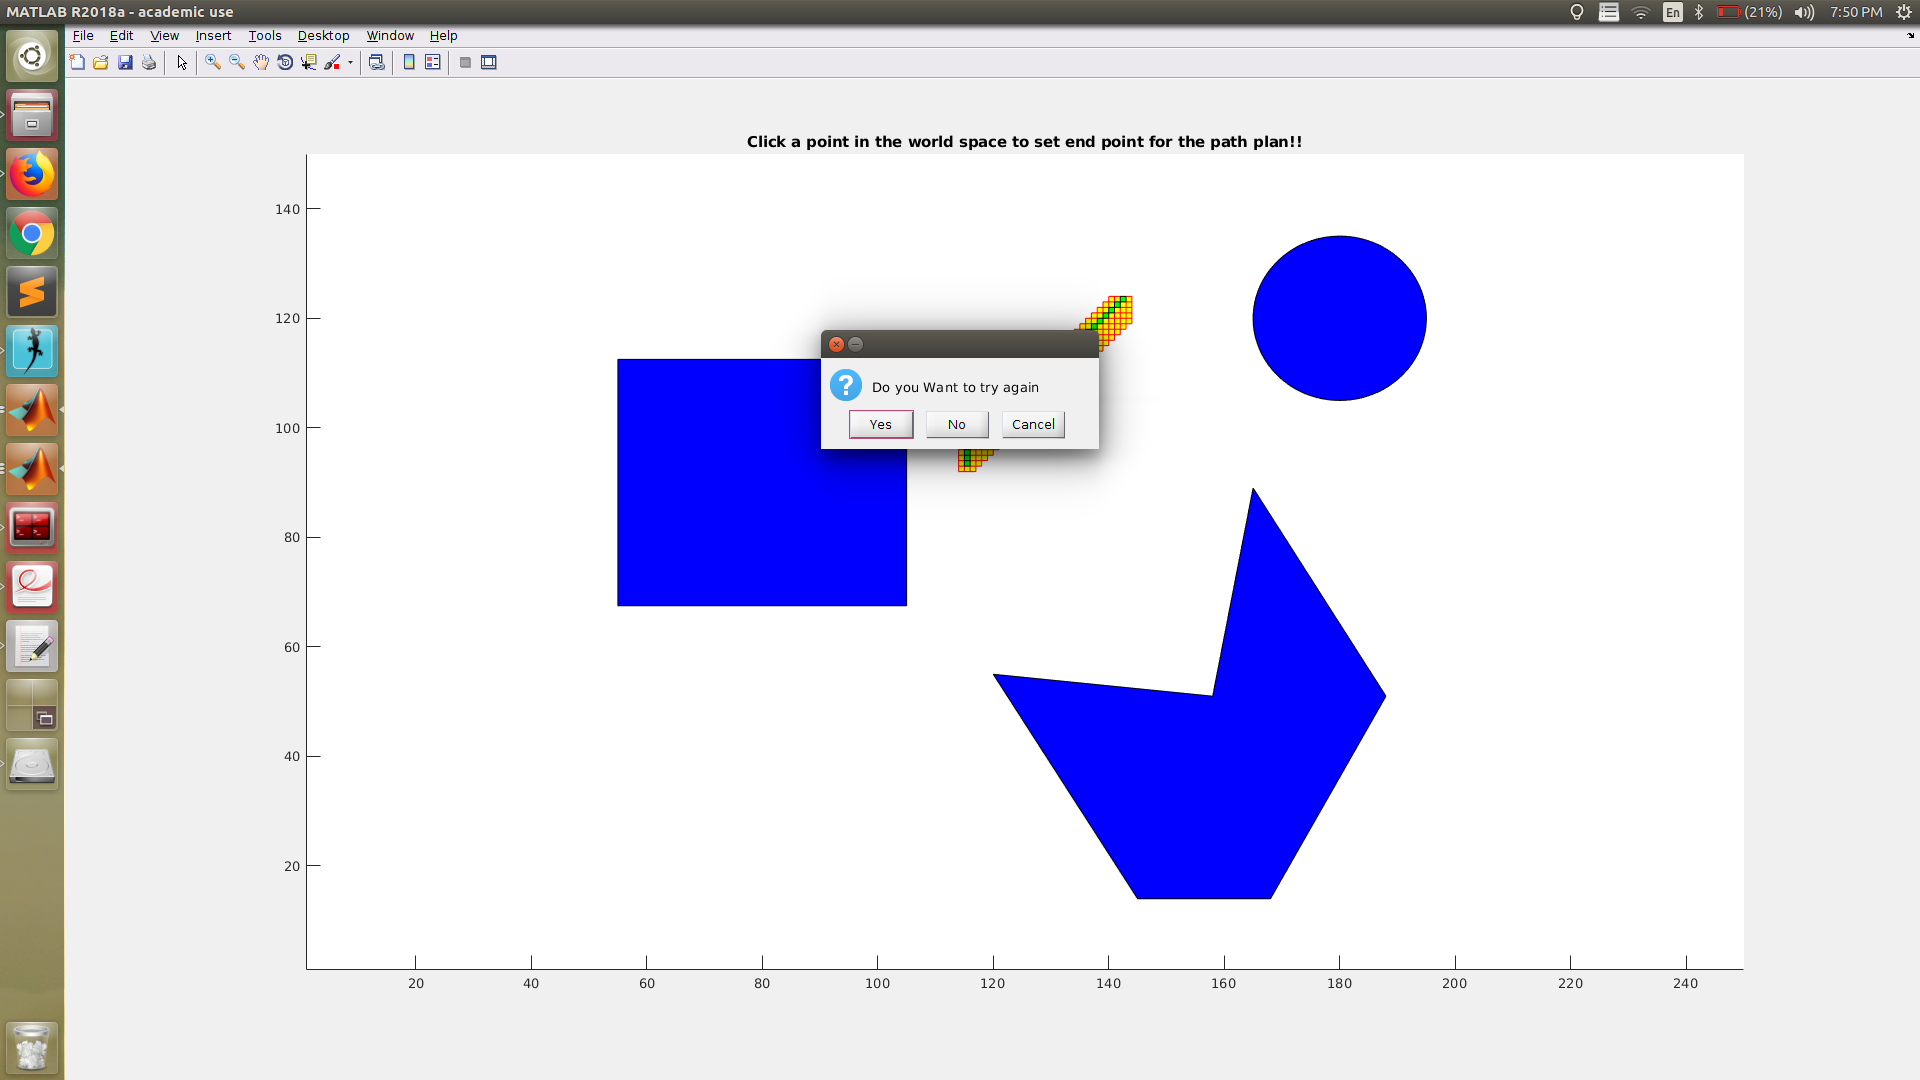 MATLAB R2018a - academic use
En (21%) 7:50 PM
File Edit View Insert Tools Desktop Window Help
Click a point in the world space to set end point for the path plan!!
140
120
100
80
60
40
20
Do you Want to try again
Yes No Cancel
20 40 60 80 100 120 140 160 180 200 220 240